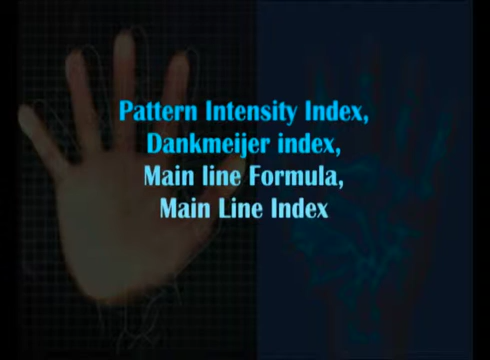 Pattern Intensity Index,
Dankmeijer index,
Main line Formula,
Main Line Index